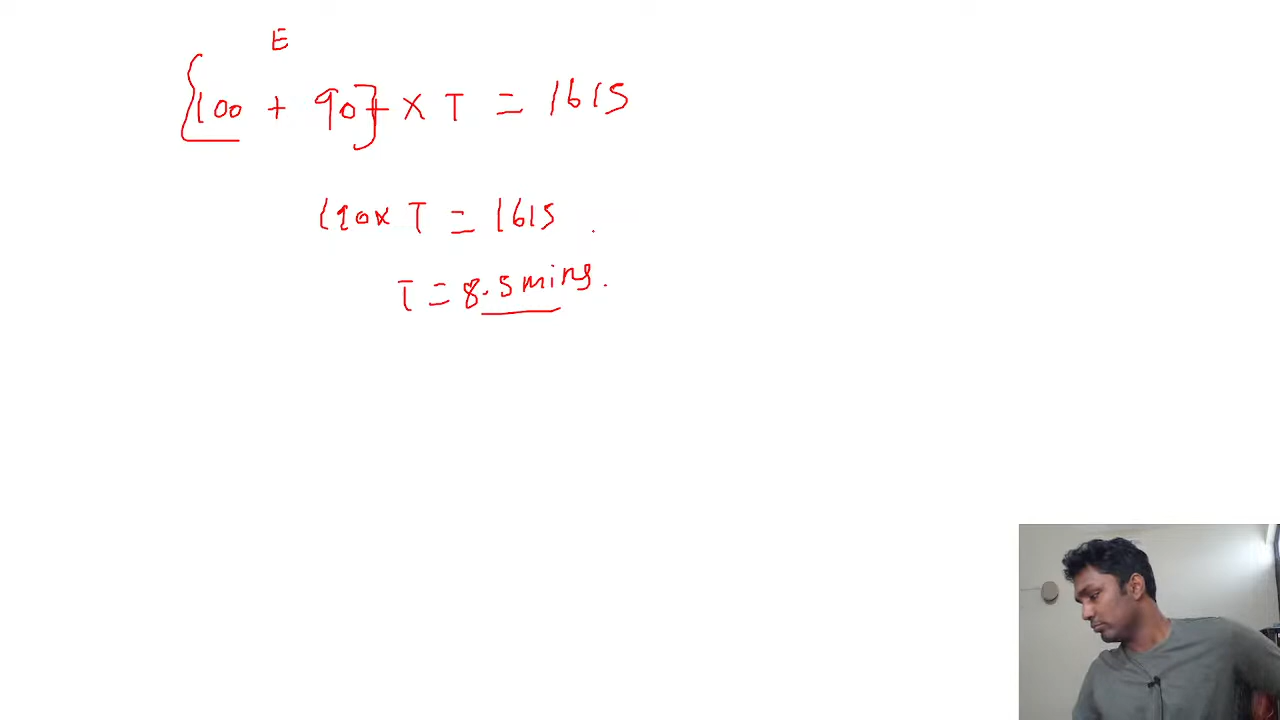 E
{100 + 90} × T = 1615
190 × T = 1615
T = 8.5 mins.